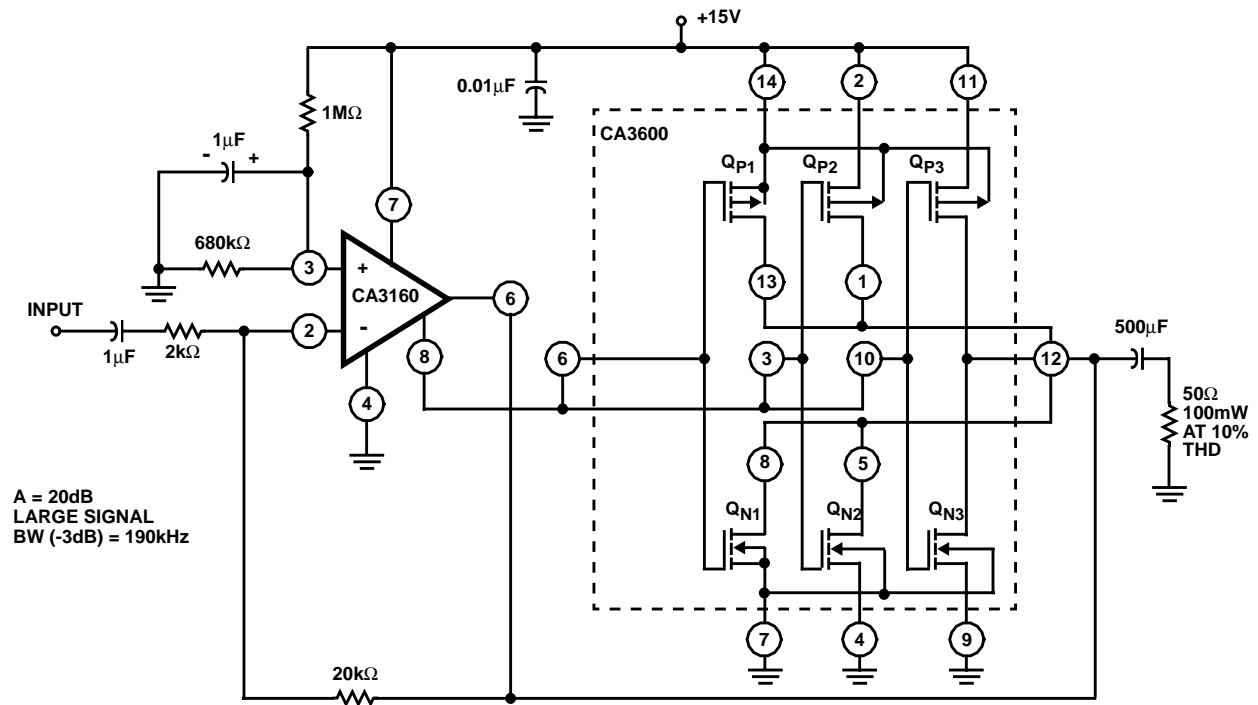 +15V
14
2
11
0.01µF
1MΩ
CA3600
1µF
- +
QP1
QP2
QP3
7
680kΩ
3
+
CA3160
6
13
1
INPUT
2
-
500µF
1µF
2kΩ
8
6
3
10
12
50Ω
100mW
AT 10%
THD
4
8
5
A = 20dB
LARGE SIGNAL
BW (-3dB) = 190kHz
QN1
QN2
QN3
7
4
9
20kΩ